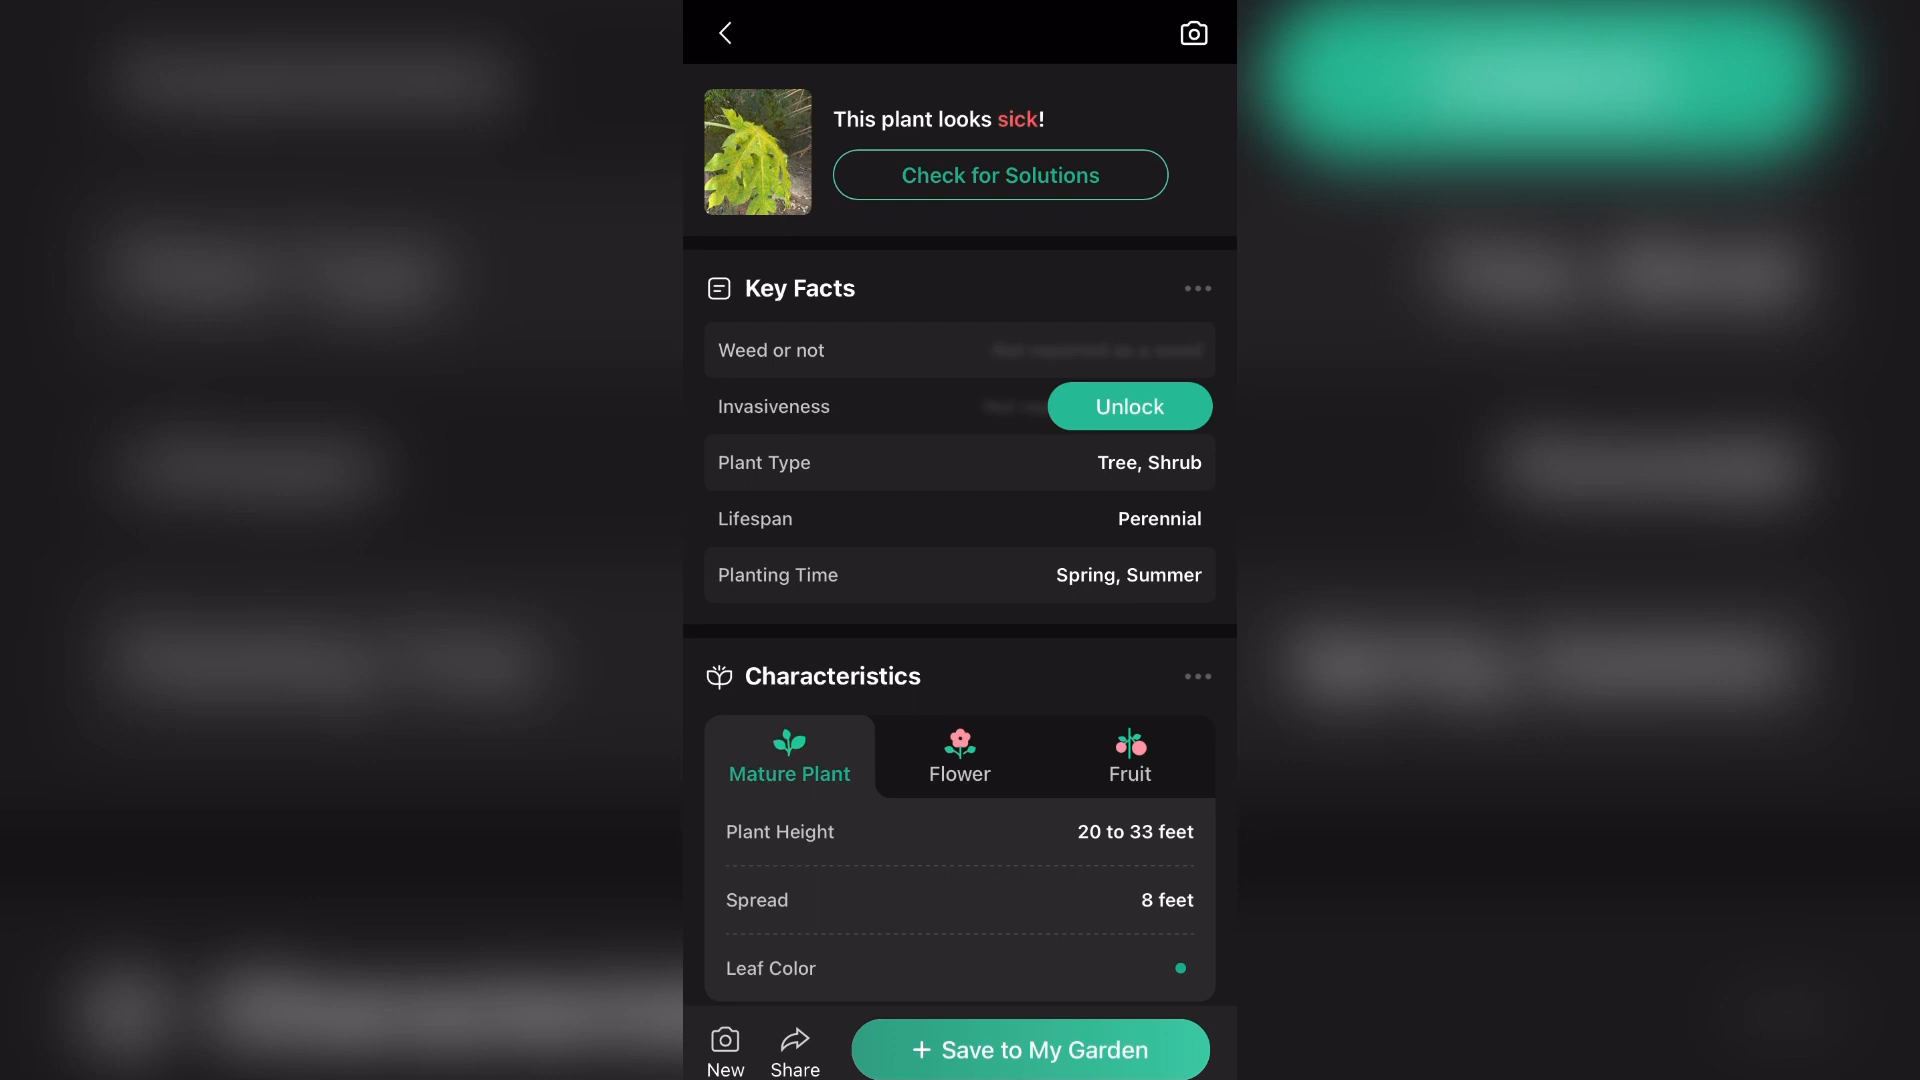 This plant looks sick!
Check for Solutions
Key Facts
Weed or not
Invasiveness
Unlock
Plant Type
Tree, Shrub
Lifespan
Perennial
Planting Time
Spring, Summer
Characteristics
Mature Plant
Flower
Fruit
Plant Height
20 to 33 feet
Spread
8 feet
Leaf Color
New
Share
+ Save to My Garden